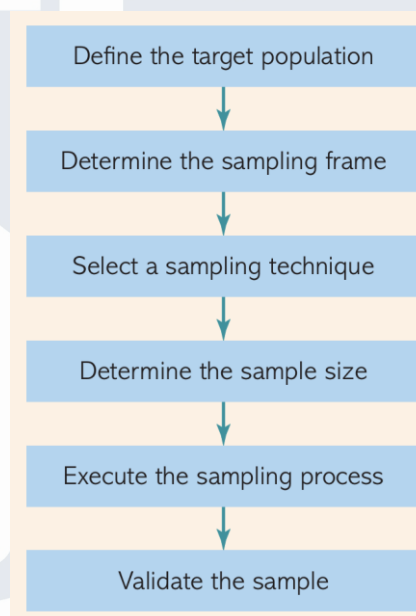 Define the target population
Determine the sampling frame
Select a sampling technique
Determine the sample size
Execute the sampling process
Validate the sample